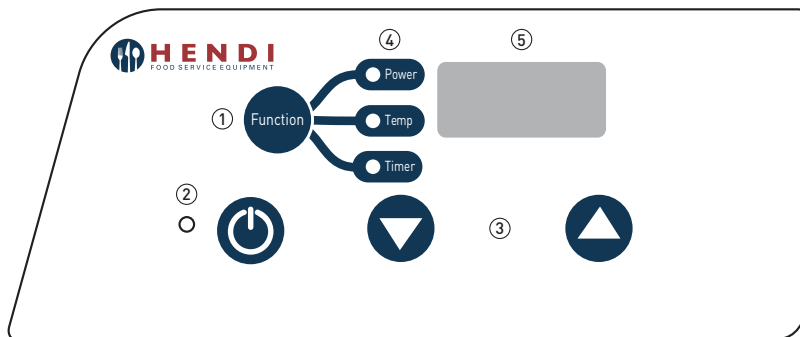 HENDI
FOOD SERVICE EQUIPMENT
4
5
Power
1
Function
Temp
Timer
2
3